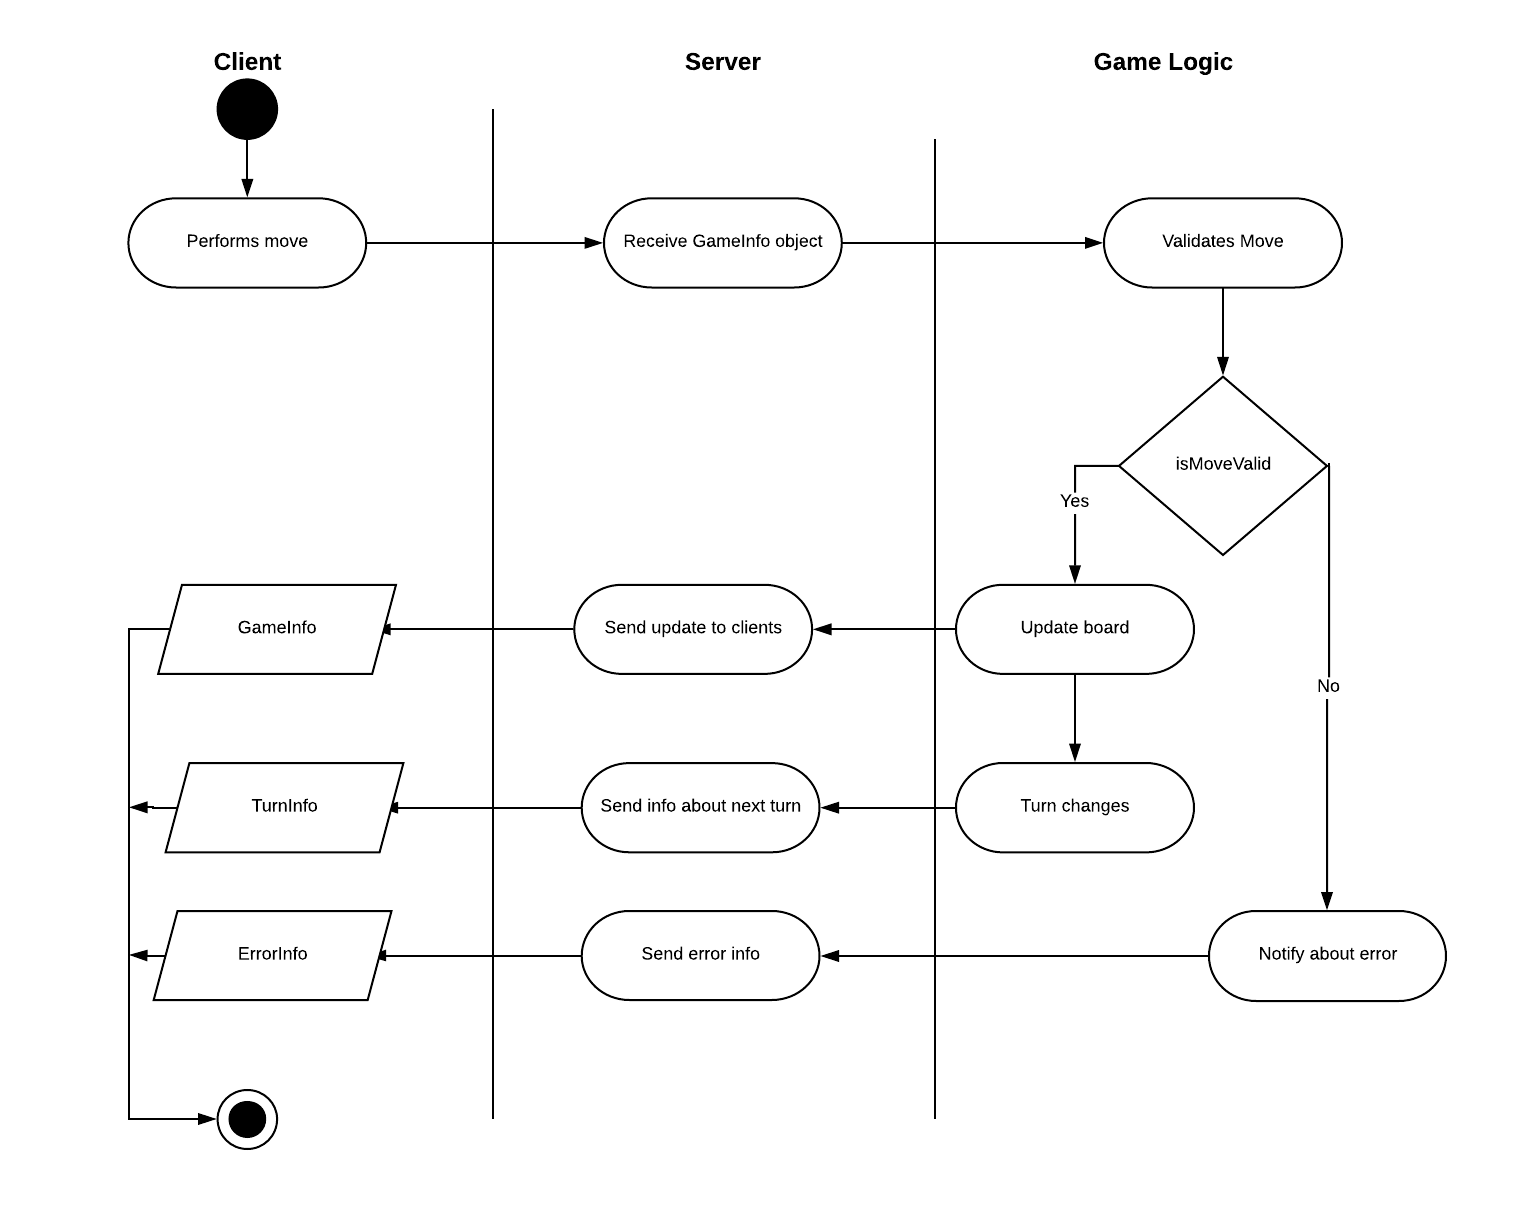 Client
Server
Game Logic
Performs move
Receive GameInfo object
Validates Move
isMoveValid
Yes
GameInfo
Send update to clients
Update board
No
TurnInfo
Send info about next turn
Turn changes
ErrorInfo
Send error info
Notify about error